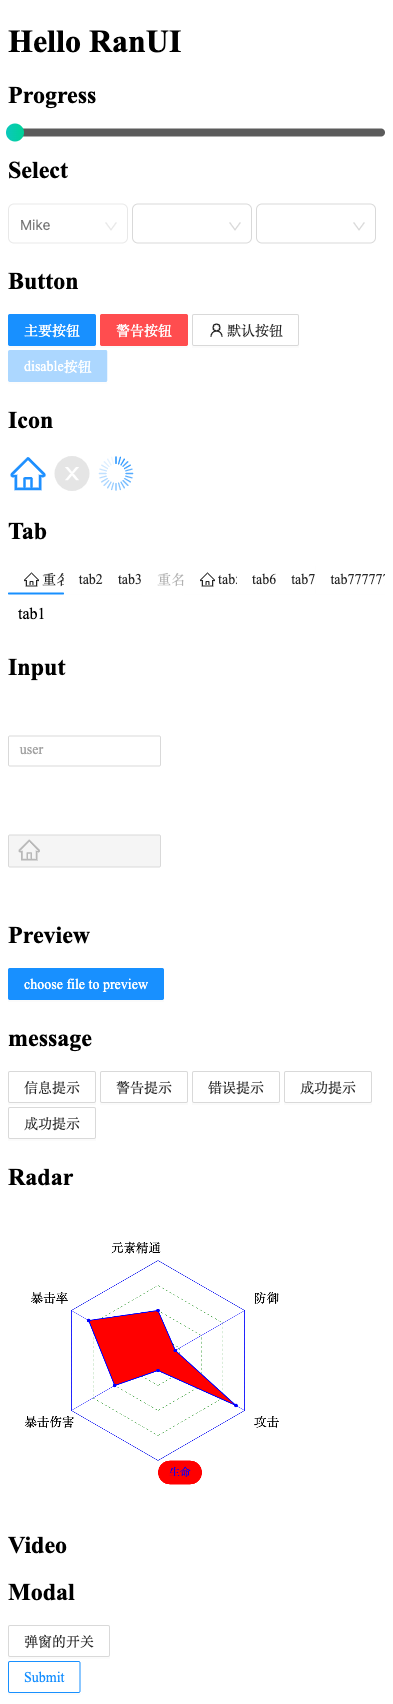 Hello RanUI
Progress
Select
Mike
Button
主要按钮 警告按钮 默认按钮
disable按钮
Icon
Tab
重名 tab2 tab3 重名 tab tab6 tab7 tab777777
tab1
Input
user
Preview
choose file to preview
message
信息提示 警告提示 错误提示 成功提示
成功提示
Radar
元素精通
暴击率 防御
暴击伤害 攻击
生命
Video
Modal
弹窗的开关
Submit